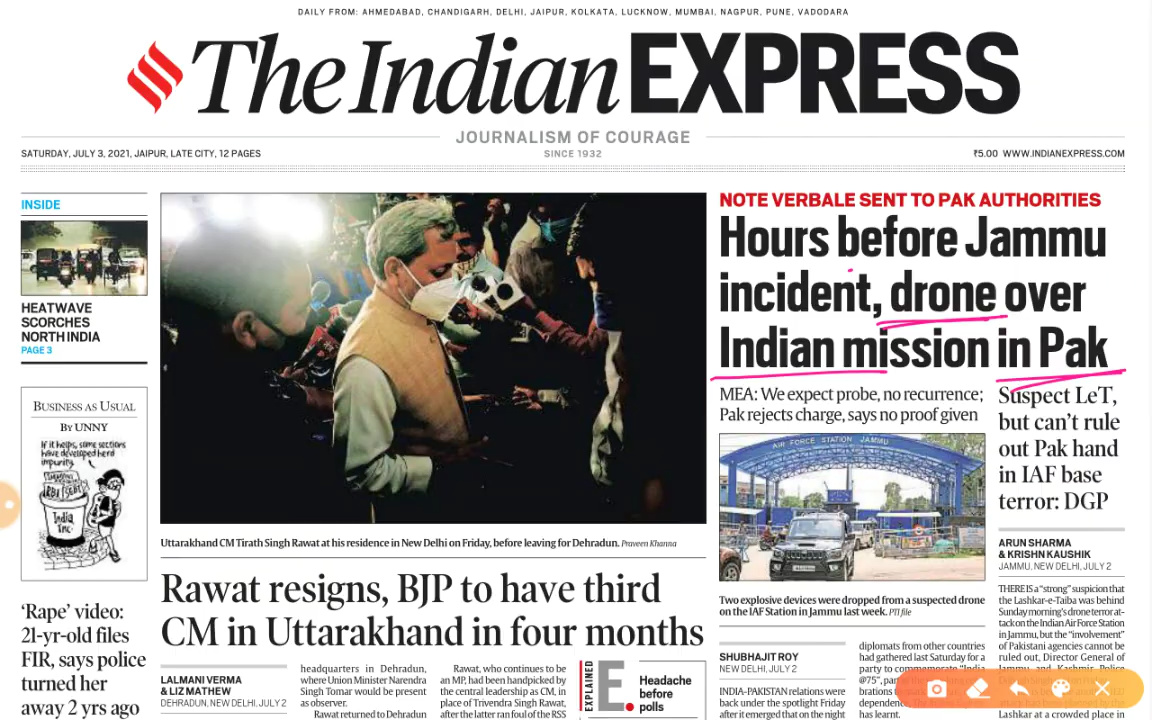 DAILY FROM: AHMEDABAD, CHANDIGARH, DELHI, JAIPUR, KOLKATA, LUCKNOW, MUMBAI, NAGPUR, PUNE, VADODARA
The Indian EXPRESS
JOURNALISM OF COURAGE
SATURDAY, JULY 3, 2021, JAIPUR, LATE CITY, 12 PAGES
SINCE 1932
₹5.00 WWW.INDIANEXPRESS.COM
INSIDE
HEATWAVE
SCORCHES
NORTH INDIA
PAGE 3
BUSINESS AS USUAL
BY UNNY
If it helps, some sections
have developed herd
impurity.
India
Inc.
'Rape' video:
21-yr-old files
FIR, says police
turned her
away 2 yrs ago
Uttarakhand CM Tirath Singh Rawat at his residence in New Delhi on Friday, before leaving for Dehradun. Praveen Khanna
Rawat resigns, BJP to have third
CM in Uttarakhand in four months
LALMANI VERMA
& LIZ MATHEW
DEHRADUN, NEW DELHI, JULY 2
headquarters in Dehradun,
where Union Minister Narendra
Singh Tomar would be present
as observer.
Rawat returned to Dehradun
Rawat, who continues to be
an MP, had been handpicked by
the central leadership as CM, in
place of Trivendra Singh Rawat,
after the latter ran foul of the RSS
EXPLAINED
E.
Headache
before
polls
NOTE VERBALE SENT TO PAK AUTHORITIES
Hours before Jammu
incident, drone over
Indian mission in Pak
MEA: We expect probe, no recurrence;
Pak rejects charge, says no proof given
AIR FORCE STATION JAMMU
Two explosive devices were dropped from a suspected drone
on the IAF Station in Jammu last week. PTI file
SHUBHAJIT ROY
NEW DELHI, JULY 2
INDIA-PAKISTAN relations were
back under the spotlight Friday
after it emerged that on the night
diplomats from other countries
had gathered last Saturday for a
party to commemorate "India
@75", par
brations
dependenc
has learnt.
Suspect LeT,
but can't rule
out Pak hand
in IAF base
terror: DGP
ARUN SHARMA
& KRISHN KAUSHIK
JAMMU, NEW DELHI, JULY 2
THERE IS a "strong" suspicion that
the Lashkar-e-Taiba was behind
Sunday morning's drone terror at-
tack on the Indian Air Force Station
in Jammu, but the "involvement"
of Pakistani agencies cannot be
ruled out, Director General of
Jammu and Kashmir Police
Lashkar at a crowded place in